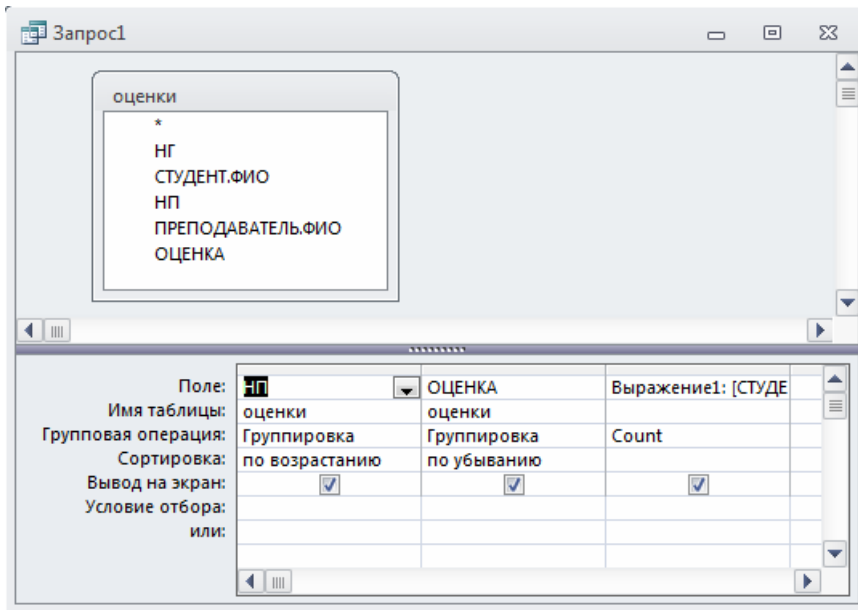 Запрос1
оценки
*
НГ
СТУДЕНТ.ФИО
НП
ПРЕПОДАВАТЕЛЬ.ФИО
ОЦЕНКА
Поле: НП ОЦЕНКА Выражение1: [СТУДЕ
Имя таблицы: оценки оценки
Групповая операция: Группировка Группировка Count
Сортировка: по возрастанию по убыванию
Вывод на экран:
Условие отбора:
или: